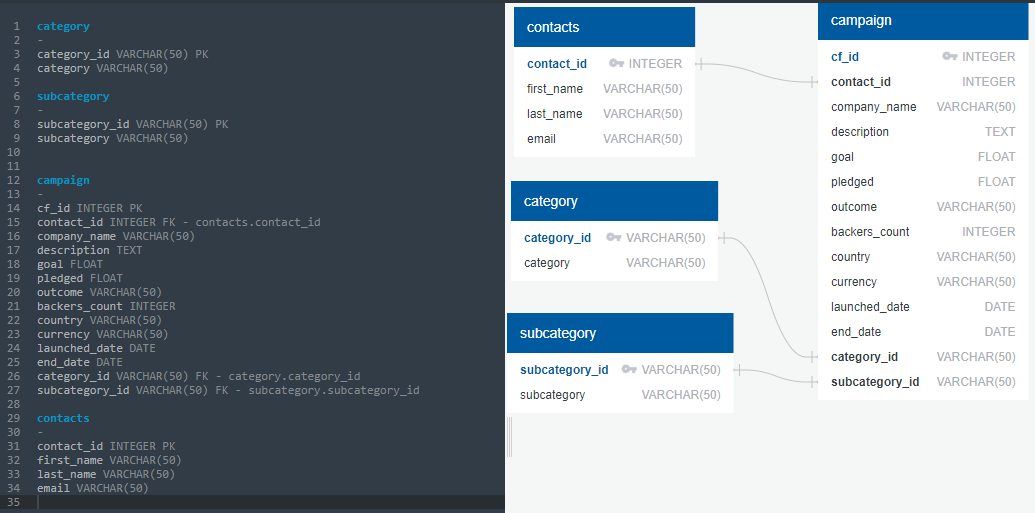 1 category
2 -
3 category_id VARCHAR(50) PK
4 category VARCHAR(50)
5
6 subcategory
7 -
8 subcategory_id VARCHAR(50) PK
9 subcategory VARCHAR(50)
10
11
12 campaign
13 -
14 cf_id INTEGER PK
15 contact_id INTEGER FK - contacts.contact_id
16 company_name VARCHAR(50)
17 description TEXT
18 goal FLOAT
19 pledged FLOAT
20 outcome VARCHAR(50)
21 backers_count INTEGER
22 country VARCHAR(50)
23 currency VARCHAR(50)
24 launched_date DATE
25 end_date DATE
26 category_id VARCHAR(50) FK - category.category_id
27 subcategory_id VARCHAR(50) FK - subcategory.subcategory_id
28
29 contacts
30 -
31 contact_id INTEGER PK
32 first_name VARCHAR(50)
33 last_name VARCHAR(50)
34 email VARCHAR(50)
35
contacts
contact_id INTEGER
first_name VARCHAR(50)
last_name VARCHAR(50)
email VARCHAR(50)
category
category_id VARCHAR(50)
category VARCHAR(50)
subcategory
subcategory_id VARCHAR(50)
subcategory VARCHAR(50)
campaign
cf_id INTEGER
contact_id INTEGER
company_name VARCHAR(50)
description TEXT
goal FLOAT
pledged FLOAT
outcome VARCHAR(50)
backers_count INTEGER
country VARCHAR(50)
currency VARCHAR(50)
launched_date DATE
end_date DATE
category_id VARCHAR(50)
subcategory_id VARCHAR(50)